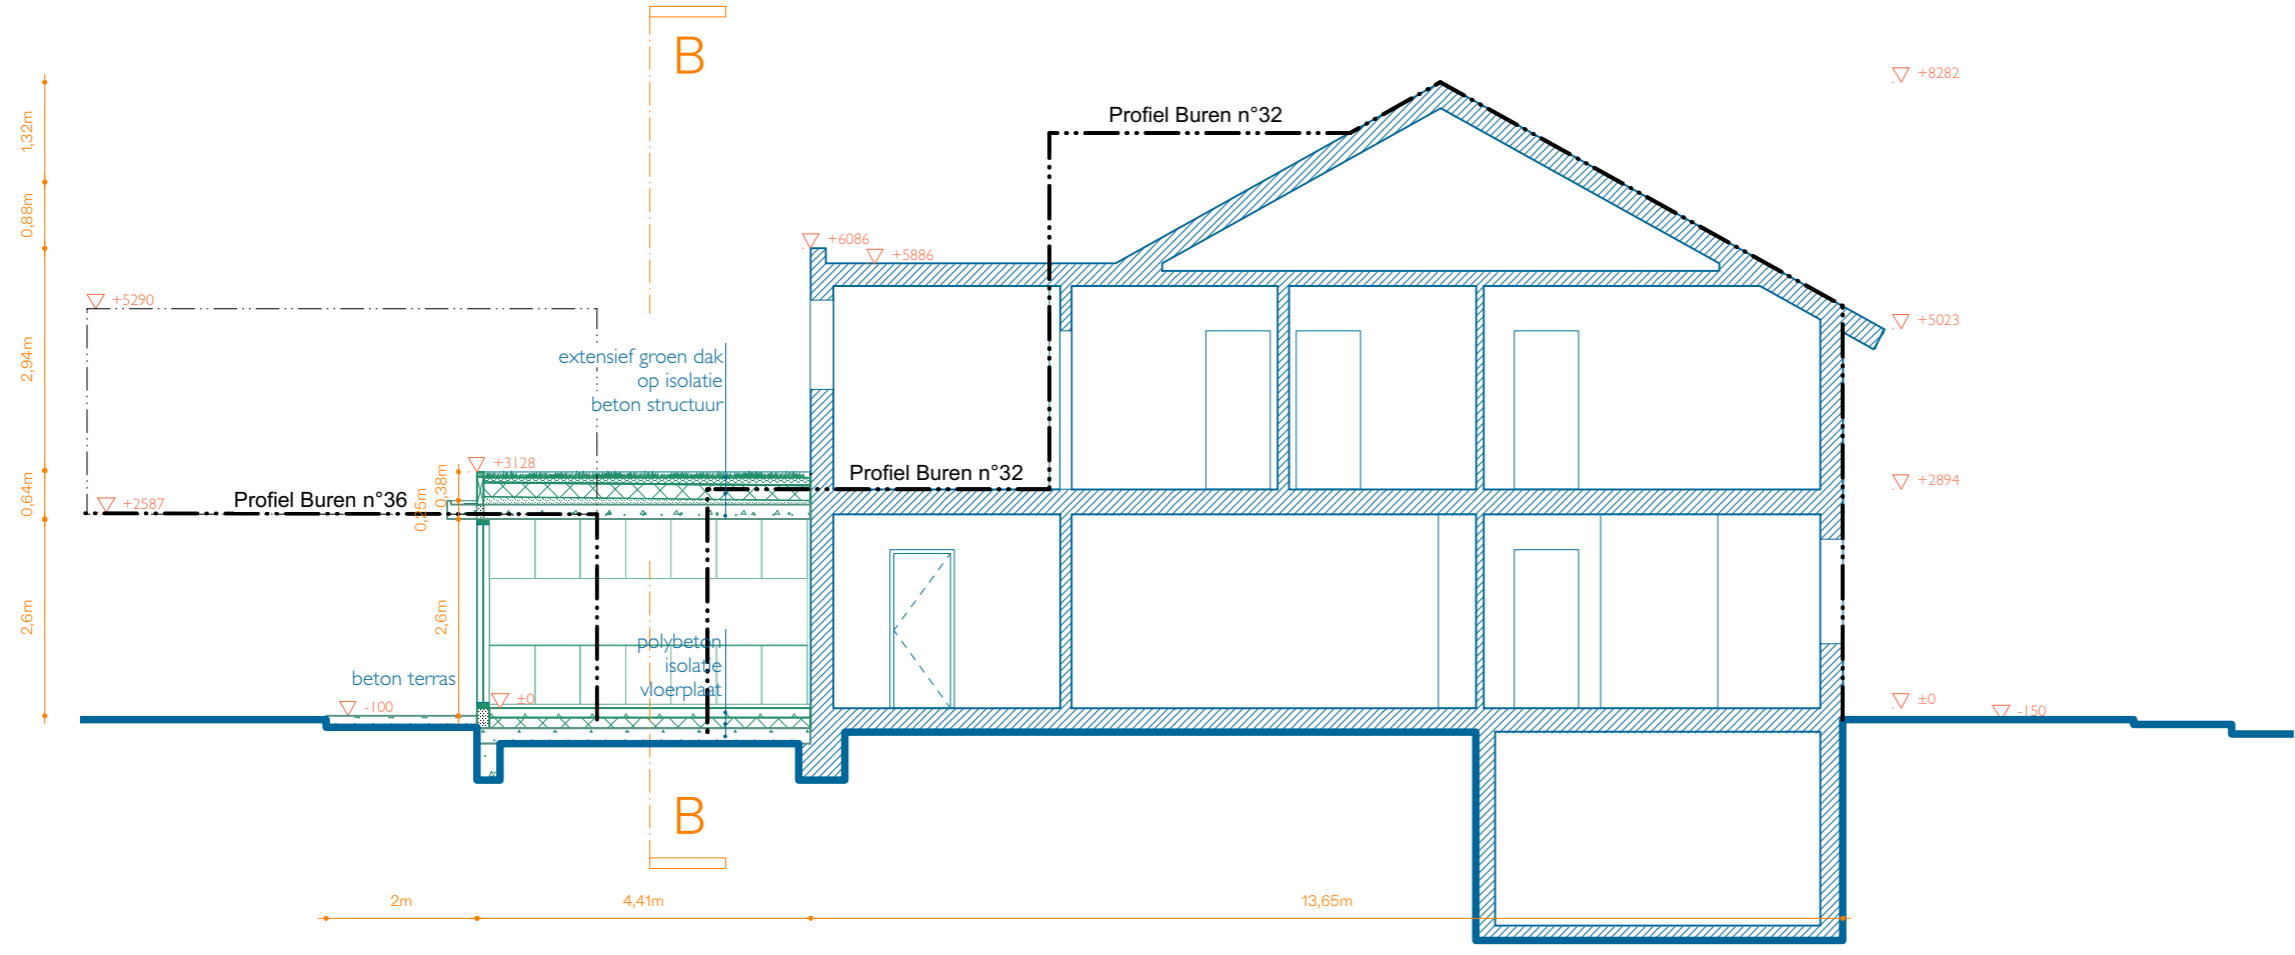 B
+8282
Profiel Buren n°32
1,32m
0,88m
+6086
+5886
+5290
+5023
2,94m
extensief groen dak
op isolatie
beton structuur
+3128
Profiel Buren n°32
+2894
0,64m
+2587
Profiel Buren n°36
0,25m
0,38m
2,6m
2,6m
polybeton
isolatie
vloerplaat
beton terras
-100
±0
±0
-150
B
2m
4,41m
13,65m